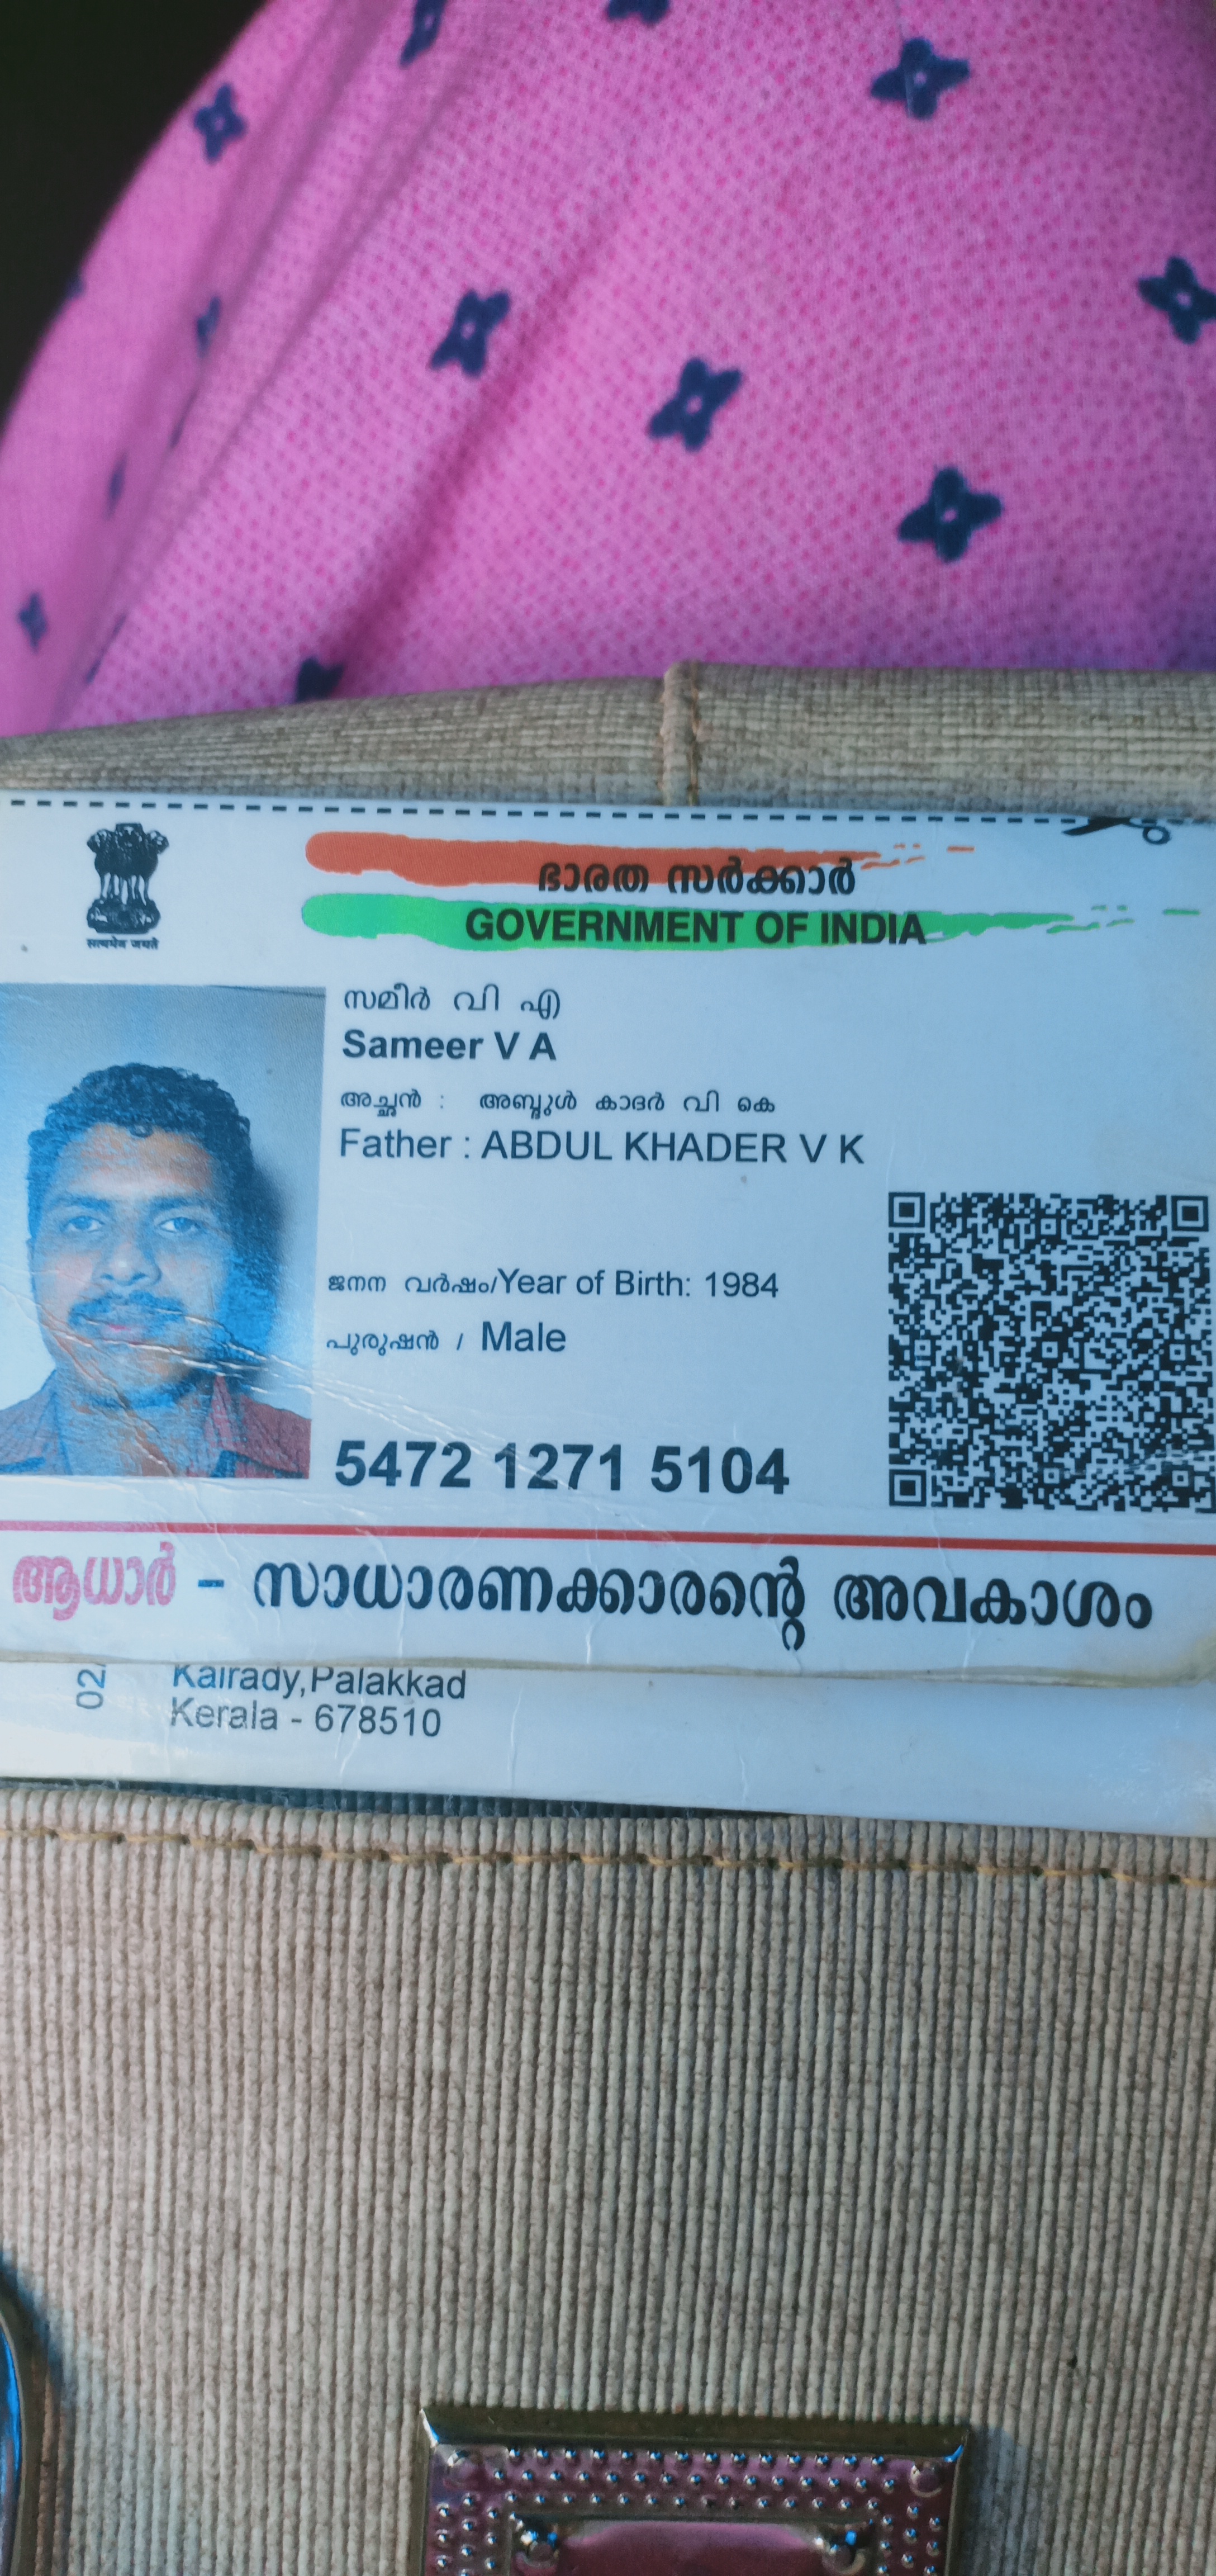 सत्यमेव जयते
ഭാരത സർക്കാർ
GOVERNMENT OF INDIA
സമീർ വി എ
Sameer V A
അച്ഛൻ : അബ്ദുൾ കാദർ വി കെ
Father : ABDUL KHADER V K
ജനന വർഷം/Year of Birth: 1984
പുരുഷൻ / Male
5472 1271 5104
ആധാർ - സാധാരണക്കാരന്റെ അവകാശം
02
Kairady,Palakkad
Kerala - 678510